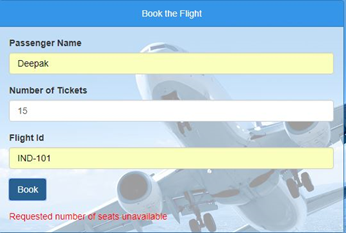 Book the Flight
Passenger Name
Deepak
Number of Tickets
15
Flight Id
IND-101
Book
Requested number of seats unavailable